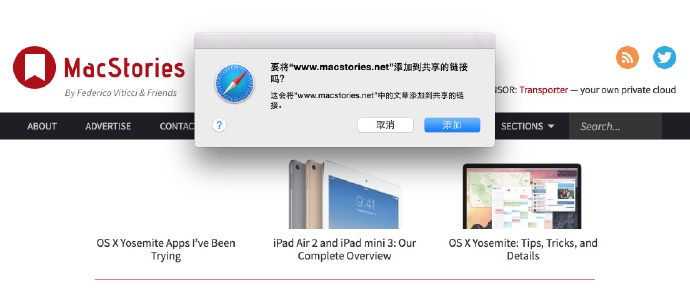 要将“www.macstories.net”添加到共享的链接
吗?
这会将“www.macstories.net”中的文章添加到共享的链
接。
?
取消
添加
MacStories
By Federico Viticci & Friends
SOR: Transporter — your own private cloud
ABOUT
ADVERTISE
CONTAC
SECTIONS
Search...
9:41
OS X Yosemite Apps I’ve Been
Trying
iPad Air 2 and iPad mini 3: Our
Complete Overview
OS X Yosemite: Tips, Tricks, and
Details